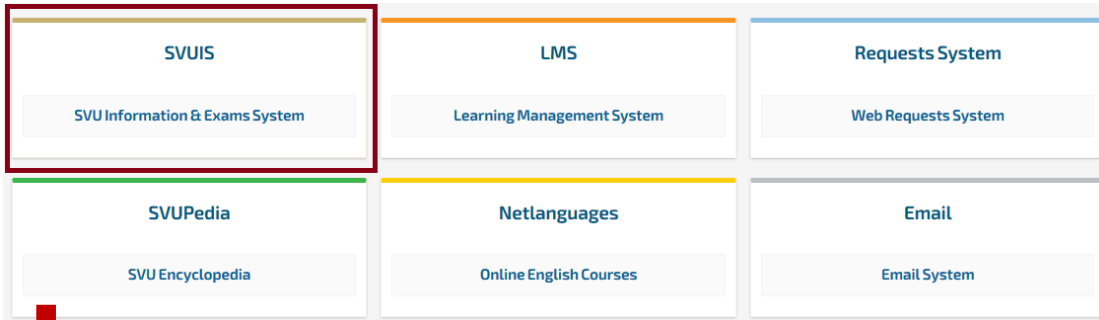 SVUIS
LMS
Requests System
SVU Information & Exams System
Learning Management System
Web Requests System
SVUPedia
Netlanguages
Email
SVU Encyclopedia
Online English Courses
Email System